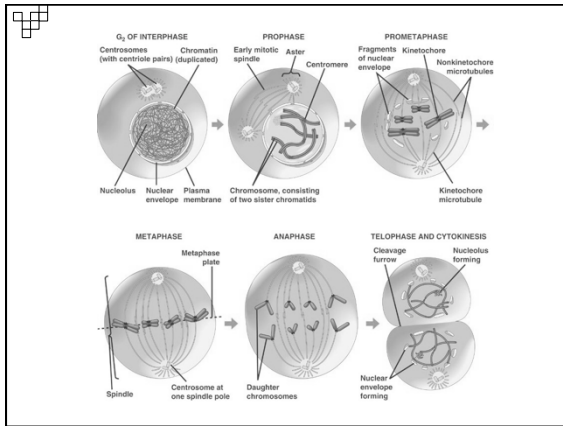 G₂ OF INTERPHASE
Centrosomes
(with centriole pairs)
Chromatin
(duplicated)
Nucleolus
Nuclear
envelope
Plasma
membrane
PROPHASE
Early mitotic
spindle
Aster
Centromere
Chromosome, consisting
of two sister chromatids
PROMETAPHASE
Fragments
of nuclear
envelope
Kinetochore
Nonkinetochore
microtubules
Kinetochore
microtubule
METAPHASE
Metaphase
plate
Spindle
Centrosome at
one spindle pole
ANAPHASE
Daughter
chromosomes
TELOPHASE AND CYTOKINESIS
Cleavage
furrow
Nucleolus
forming
Nuclear
envelope
forming